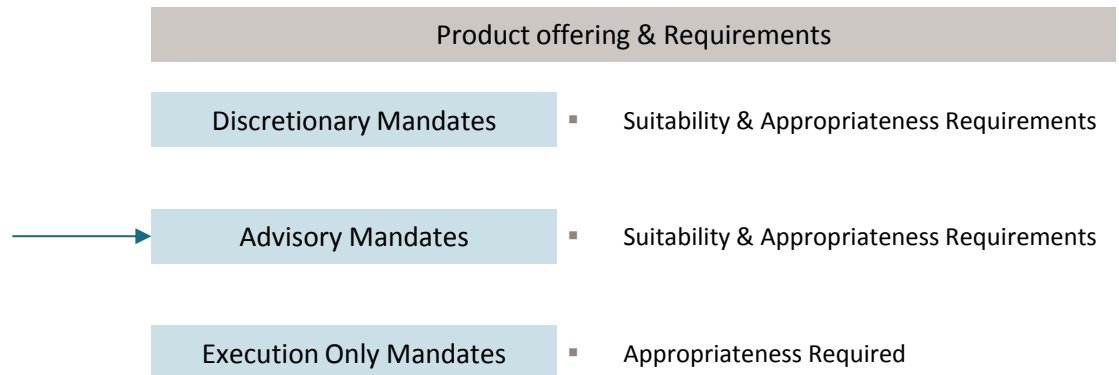 Product offering & Requirements
Discretionary Mandates
▪ Suitability & Appropriateness Requirements
Advisory Mandates
▪ Suitability & Appropriateness Requirements
Execution Only Mandates
▪ Appropriateness Required